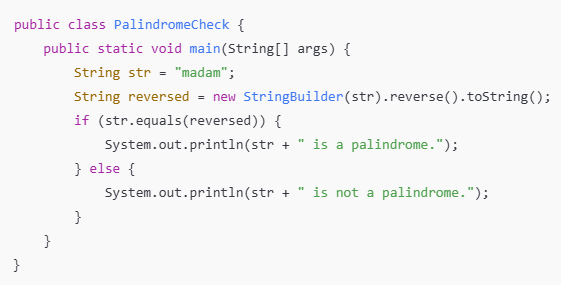 public class PalindromeCheck {
    public static void main(String[] args) {
        String str = "madam";
        String reversed = new StringBuilder(str).reverse().toString();
        if (str.equals(reversed)) {
            System.out.println(str + " is a palindrome.");
        } else {
            System.out.println(str + " is not a palindrome.");
        }
    }
}